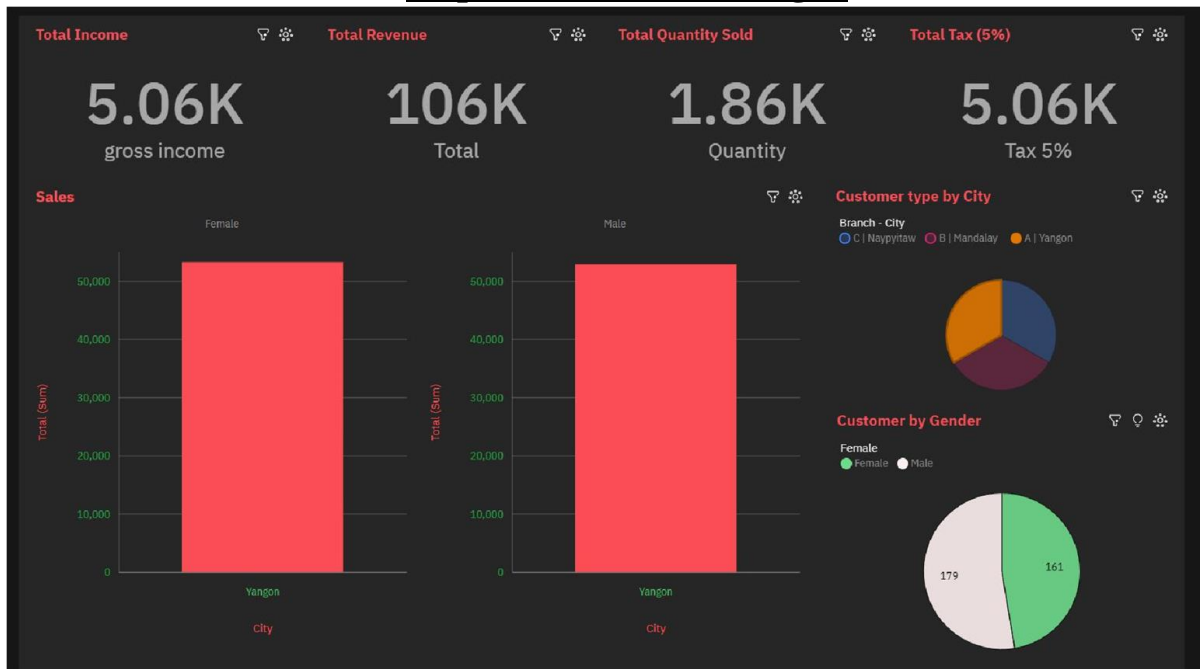 Total Income
Total Revenue
Total Quantity Sold
Total Tax (5%)
5.06K
gross income
106K
Total
1.86K
Quantity
5.06K
Tax 5%
Sales
Female
Total (Sum)
50,000
40,000
30,000
20,000
10,000
0
Yangon
City
Male
Total (Sum)
50,000
40,000
30,000
20,000
10,000
0
Yangon
City
Customer type by City
Branch - City
C | Naypyitaw B | Mandalay A | Yangon
Customer by Gender
Female
Female Male
179
161